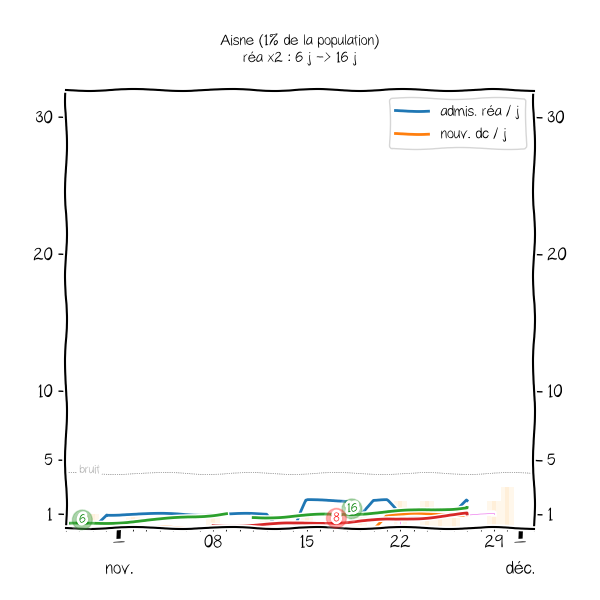 Aisne (1% de la population)
réa x2 : 6 j -> 16 j
admis. réa / j
nouv. dc / j
30
30
20
20
10
10
5
5
bruit
1
1
6
8
16
08
15
22
29
nov.
déc.